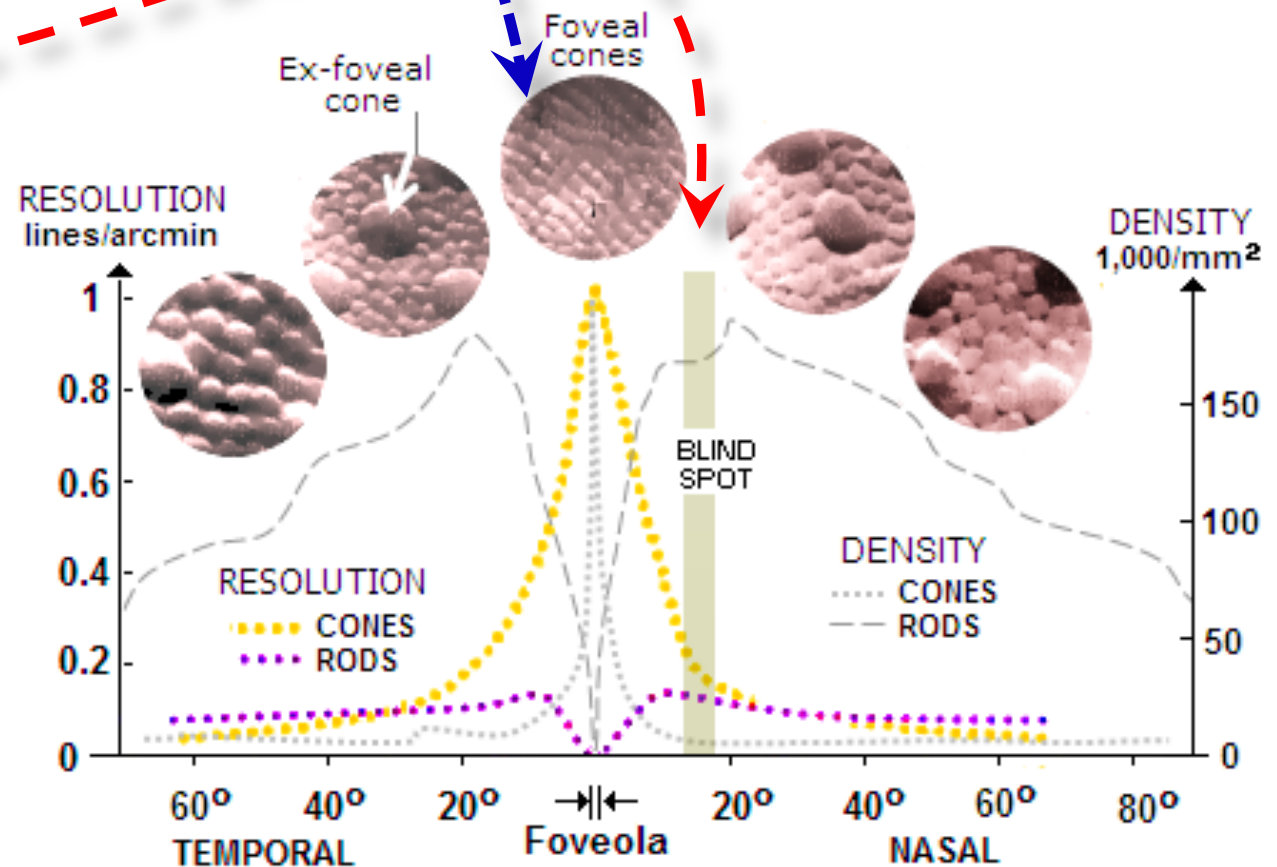 Foveal
cones
Ex-foveal
cone
RESOLUTION
lines/arcmin
DENSITY
1,000/mm²
1
0.8
0.6
0.4
0.2
0
150
100
50
0
BLIND
SPOT
RESOLUTION
CONES
RODS
DENSITY
CONES
RODS
60º 40º 20º 20º 40º 60º 80º
Foveola
TEMPORAL NASAL